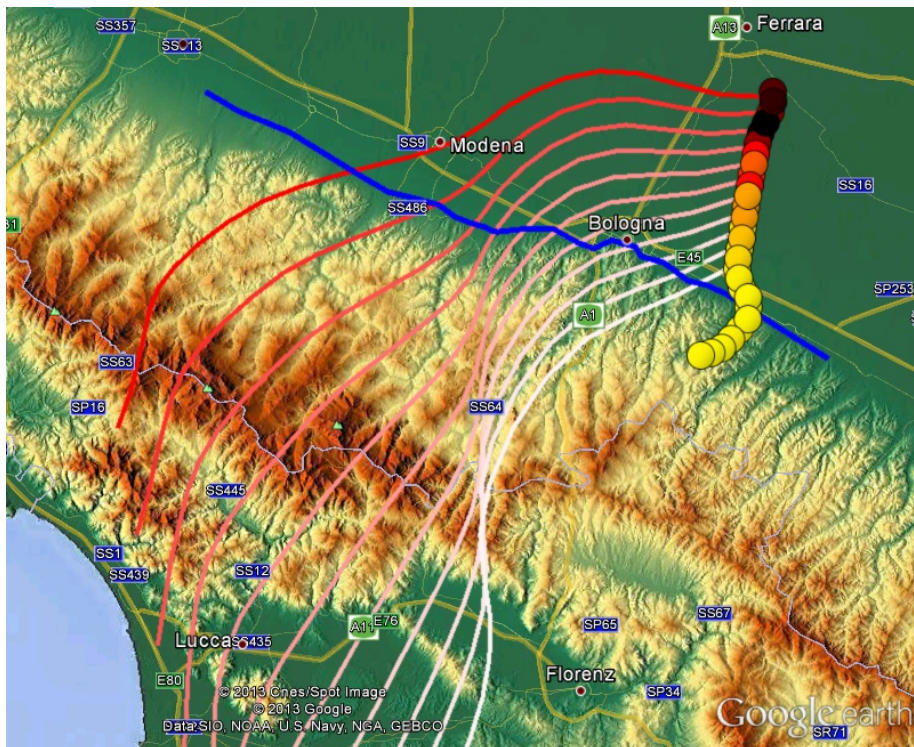 SS357
A13
Ferrara
SS9
Modena
SS16
SS486
Bologna
E45
SP253
A1
SS63
SP16
SS64
SS445
SS1
SS439
SS12
SP65
SS67
A11
E76
Lucca
SS435
E80
Florenz
SP34
© 2013 Cnes/Spot Image
© 2013 Google
Data SIO, NOAA, U.S. Navy, NGA, GEBCO
Google earth
SR71